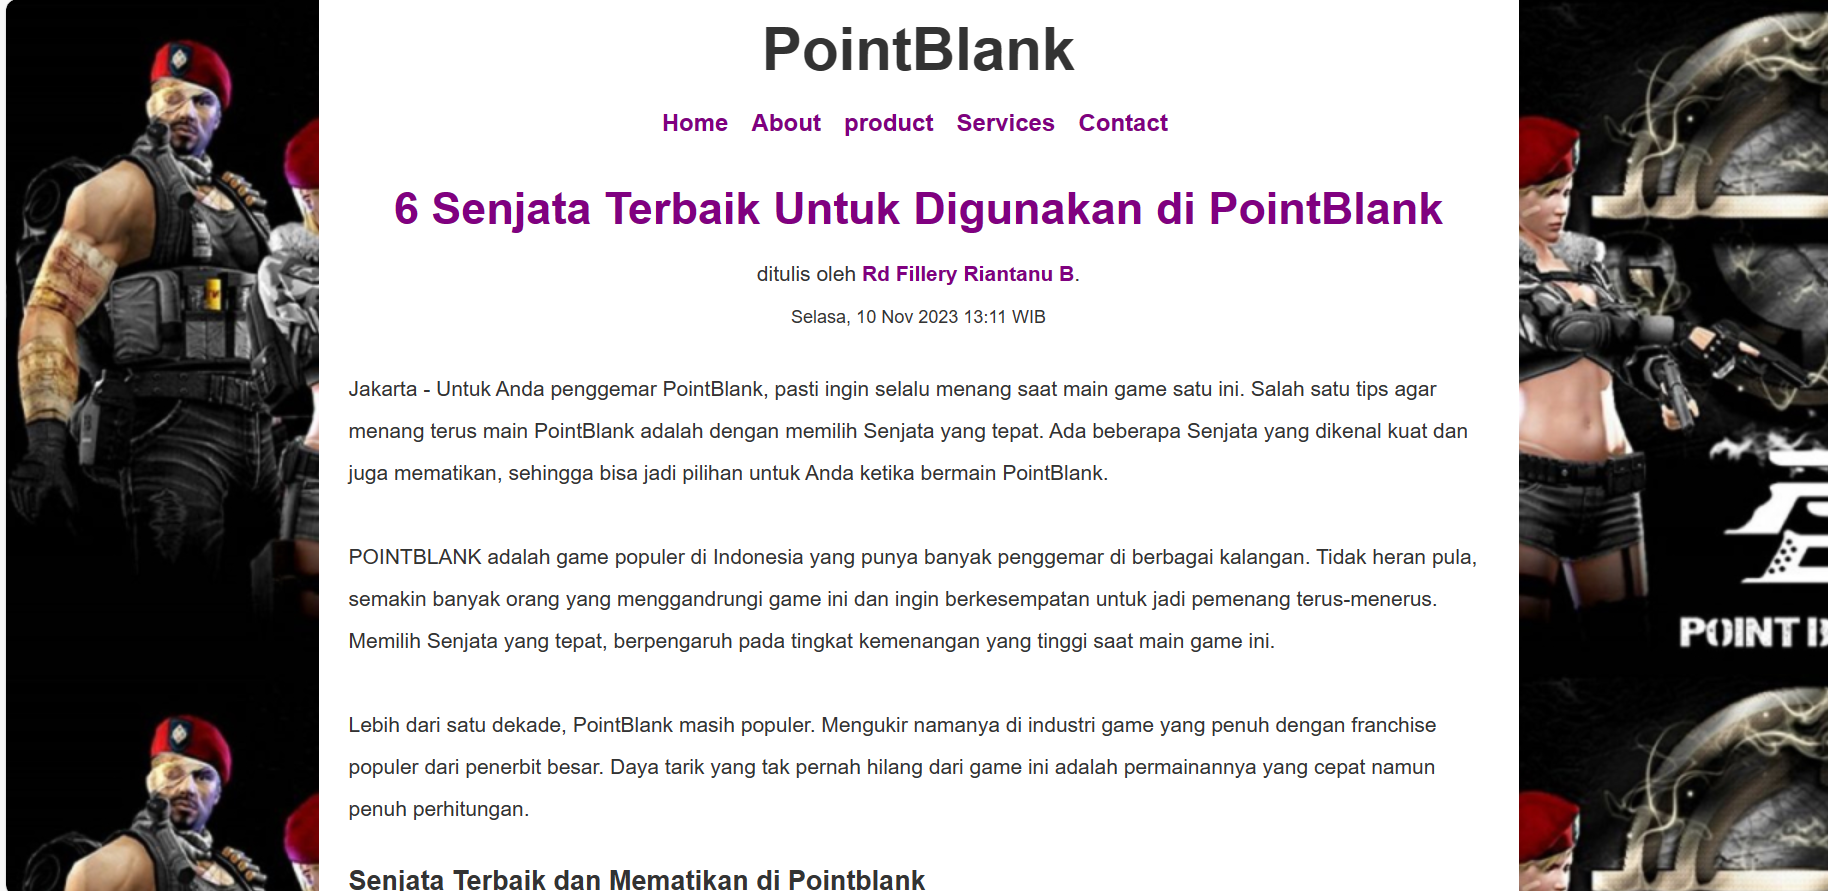 PointBlank
Home About product Services Contact
6 Senjata Terbaik Untuk Digunakan di PointBlank
ditulis oleh Rd Fillery Riantanu B.
Selasa, 10 Nov 2023 13:11 WIB
Jakarta - Untuk Anda penggemar PointBlank, pasti ingin selalu menang saat main game satu ini. Salah satu tips agar
menang terus main PointBlank adalah dengan memilih Senjata yang tepat. Ada beberapa Senjata yang dikenal kuat dan
juga mematikan, sehingga bisa jadi pilihan untuk Anda ketika bermain PointBlank.
POINTBLANK adalah game populer di Indonesia yang punya banyak penggemar di berbagai kalangan. Tidak heran pula,
semakin banyak orang yang menggandrungi game ini dan ingin berkesempatan untuk jadi pemenang terus-menerus.
Memilih Senjata yang tepat, berpengaruh pada tingkat kemenangan yang tinggi saat main game ini.
Lebih dari satu dekade, PointBlank masih populer. Mengukir namanya di industri game yang penuh dengan franchise
populer dari penerbit besar. Daya tarik yang tak pernah hilang dari game ini adalah permainannya yang cepat namun
penuh perhitungan.
Senjata Terbaik dan Mematikan di Pointblank
POINT